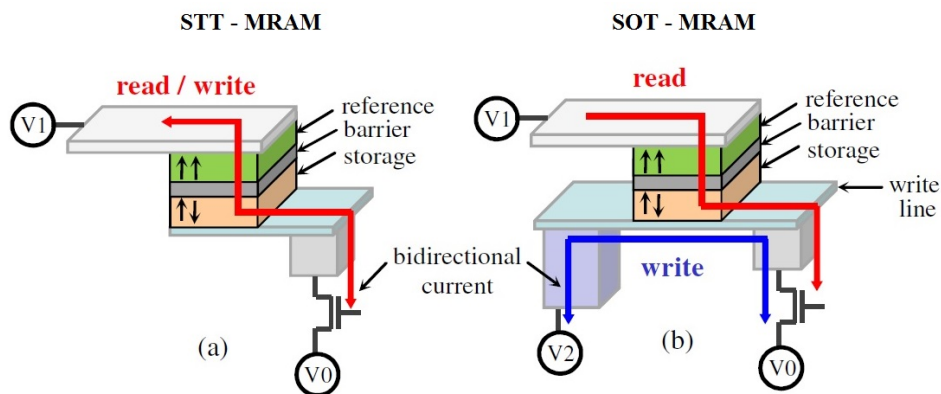 STT - MRAM
SOT - MRAM
read / write
read
V1
reference
barrier
storage
V1
reference
barrier
storage
write
line
bidirectional
current
write
(a)
V0
V2
(b)
V0